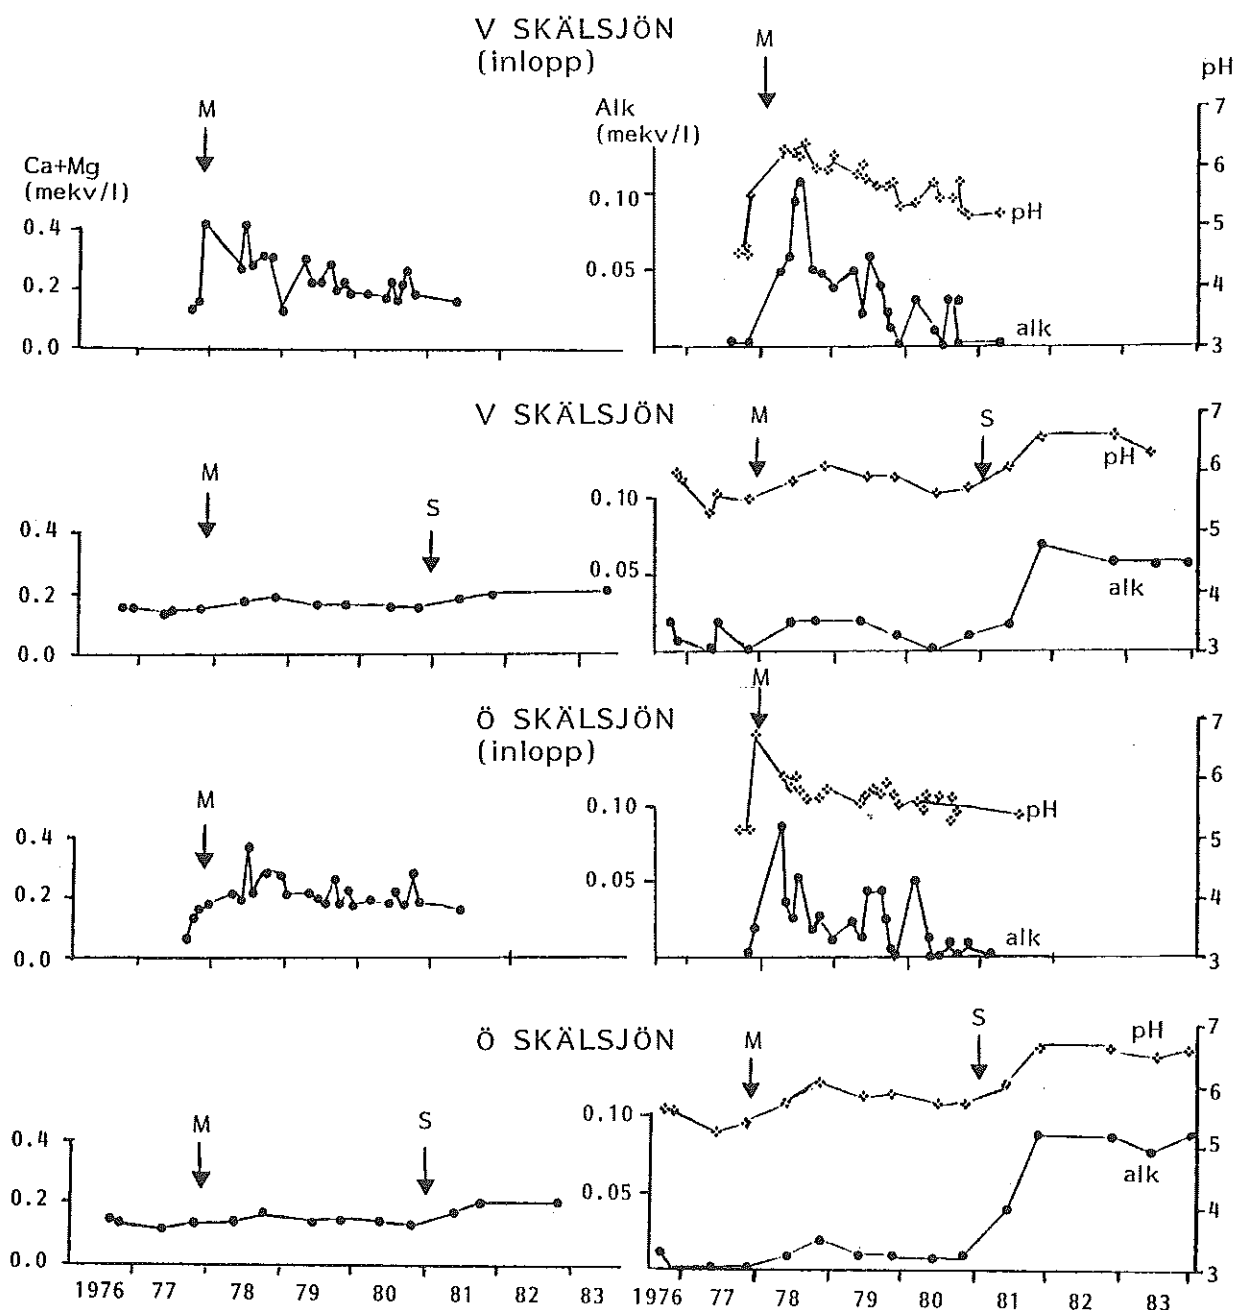 V SKÄLSJÖN
(inlopp)
M
Ca+Mg
(mekv/l)
0.4
0.2
0.0
M
Alk
(mekv/l)
0.10
0.05
pH
7
6
5
4
3
pH
alk
V SKÄLSJÖN
M
S
0.4
0.2
0.0
M
S
0.10
0.05
7
6
5
4
3
pH
alk
Ö SKÄLSJÖN
(inlopp)
M
0.4
0.2
0.0
M
0.10
0.05
7
6
5
4
3
pH
alk
Ö SKÄLSJÖN
M
S
0.4
0.2
0.0
M
S
0.10
0.05
7
6
5
4
3
pH
alk
1976 77 78 79 80 81 82 83
1976 77 78 79 80 81 82 83